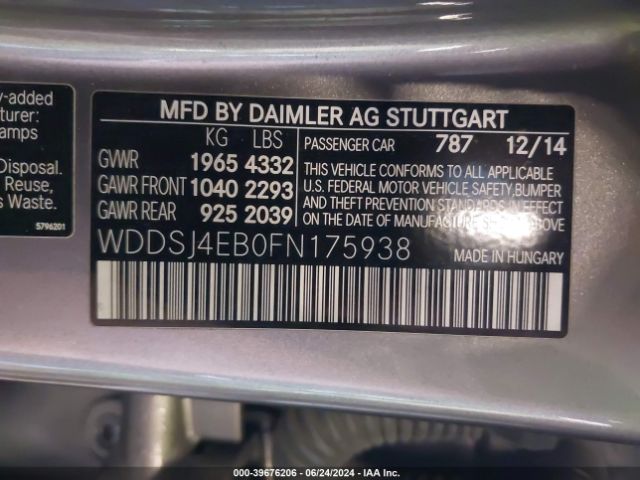 y-added
urer:
amps
Disposal.
Reuse,
s Waste.
5796201
MFD BY DAIMLER AG STUTTGART
KG LBS
GVWR 1965 4332
GAWR FRONT 1040 2293
GAWR REAR 925 2039
PASSENGER CAR 787 12/14
THIS VEHICLE CONFORMS TO ALL APPLICABLE
U.S. FEDERAL MOTOR VEHICLE SAFETY, BUMPER
AND THEFT PREVENTION STANDARDS IN EFFECT
ON THE DATE OF MANUFACTURE SHOWN ABOVE
WDDSJ4EB0FN175938
MADE IN HUNGARY
000-39676206 - 06/24/2024 - IAA Inc.